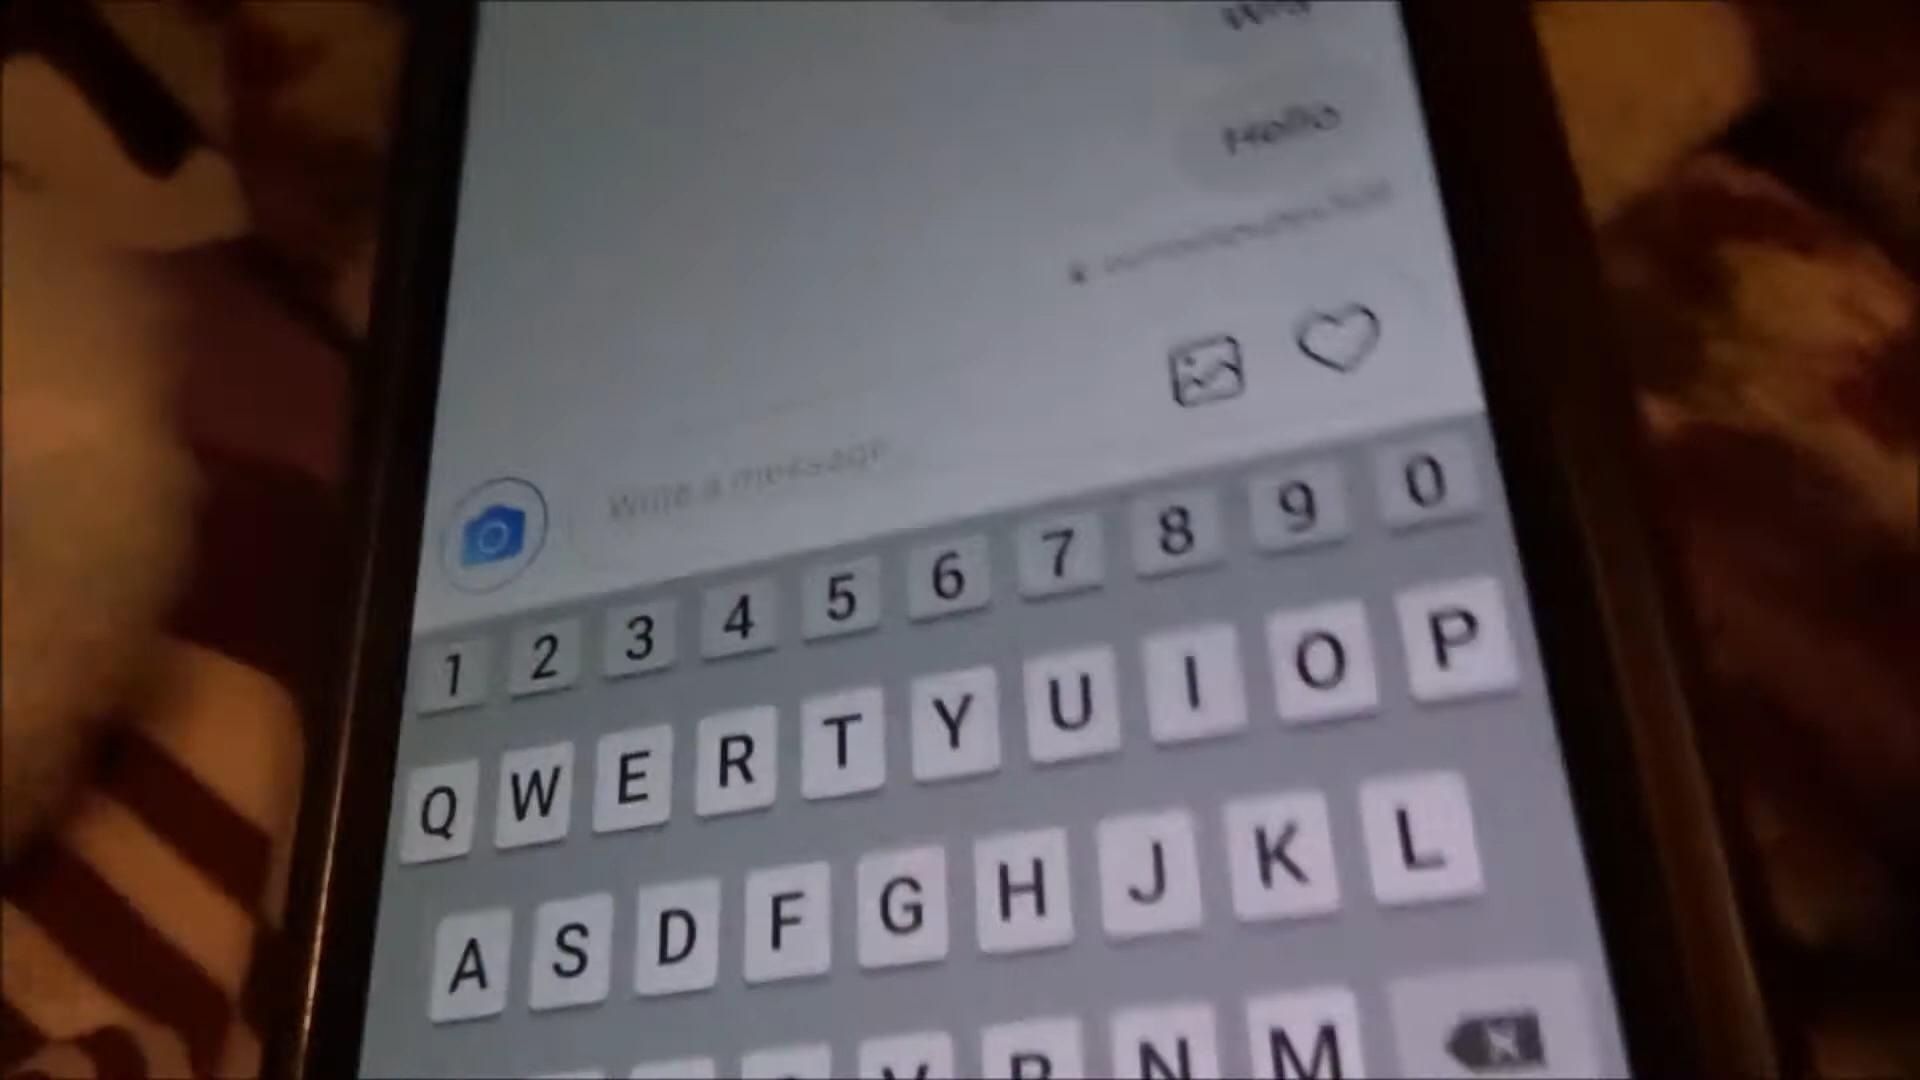 Hello
Write a message...
1 2 3 4 5 6 7 8 9 0
Q W E R T Y U I O P
A S D F G H J K L
V B N M